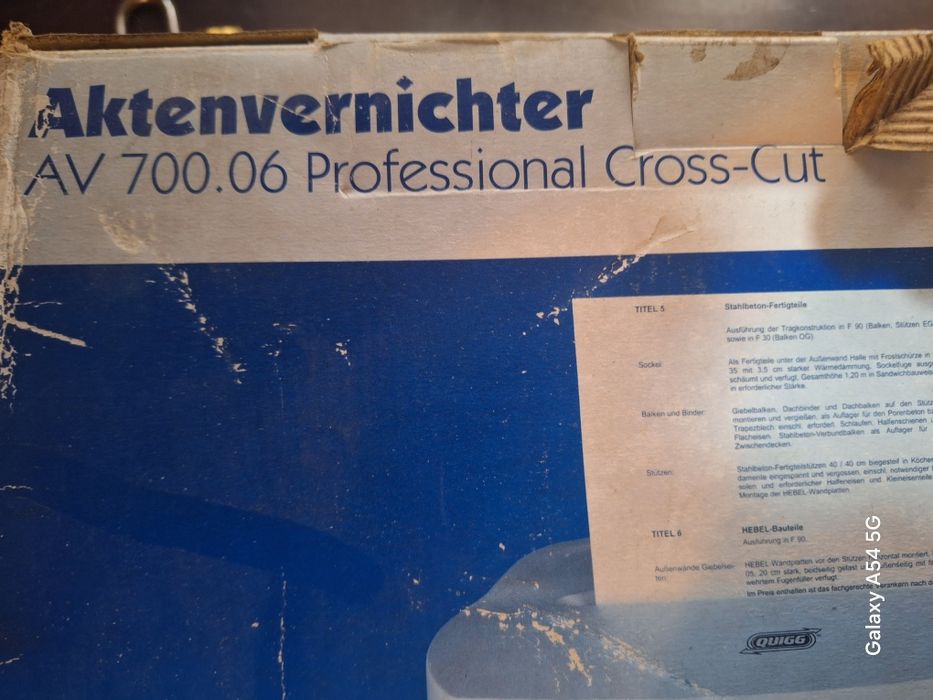 Aktenvernichter
AV 700.06 Professional Cross-Cut
TITEL 5
Stahlbeton-Fertigteile
Ausführung der Tragkonstruktion in F 90 (Balken, Stützen EG
sowie in F 30 (Balken OG)
Sockel
Als Fertigteile unter der Außenwand Halle mit Frostschürze in
35 mit 3,5 cm starker Wärmedämmung, Sockelfuge
schäumt und verfugt, Gesamthöhe 1,20 m in Sandwichbauweise
in erforderlicher Stärke.
Balken und Binder:
Giebelbalken, Dachbinder und Dachbalken auf den
montieren und vergießen, als Auflager für den Porenbeton
Trapezblech einschl. erforderl. Schlaufen, Halfenschienen
Flacheisen. Stahlbeton-Verbundbalken als Auflager für
Zwischendecken.
Stützen:
Stahlbeton-Fertigteilstützen 40 / 40 cm biegesteif in
damente eingespannt und vergossen, einschl. notwendiger
solen und erforderlicher Halfeneisen und Kleineisenteile
Montage der HEBEL-Wandplatten.
TITEL 6
HEBEL-Bauteile
Ausführung in F 90.
Außenwände Giebelsei-
ten:
HEBEL Wandplatten vor den Stützen horizontal montiert,
05, 20 cm stark, beidseitig gefast
wehrtem Fugenfüller verfugt.
Im Preis enthalten ist das fachgerechte Verankern nach
QUIGG
Galaxy A54 5G